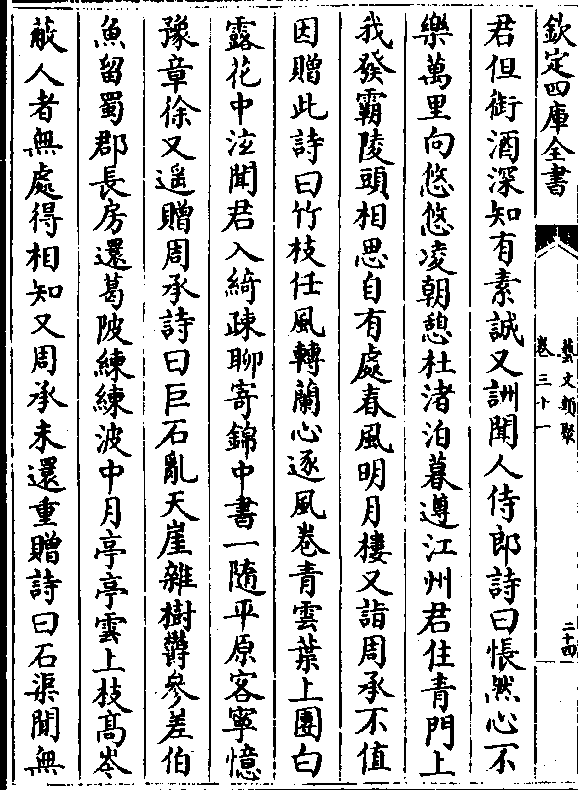 欽定四庫全書
藝文類聚
卷三十一
二十四
君但銜酒深知有素誠又詶聞人侍郎詩曰悵然心不
樂萬里向悠悠凌朝憩杜渚泊暮遵江州君住青門上
我發霸陵頭相思自有處春風明月樓又詣周承不值
因贈此詩曰竹枝任風轉蘭心逐風卷青雲葉上團白
露花中泫聞君入綺疎聊寄錦中書一隨平原客寧憶
豫章徐又遥贈周承詩曰巨石亂天崖雜樹欝參差伯
魚留蜀郡長房還葛陂練練波中月亭亭雲上枝髙岑
蔽人者無處得相知又周承未還重贈詩曰石渠閒無